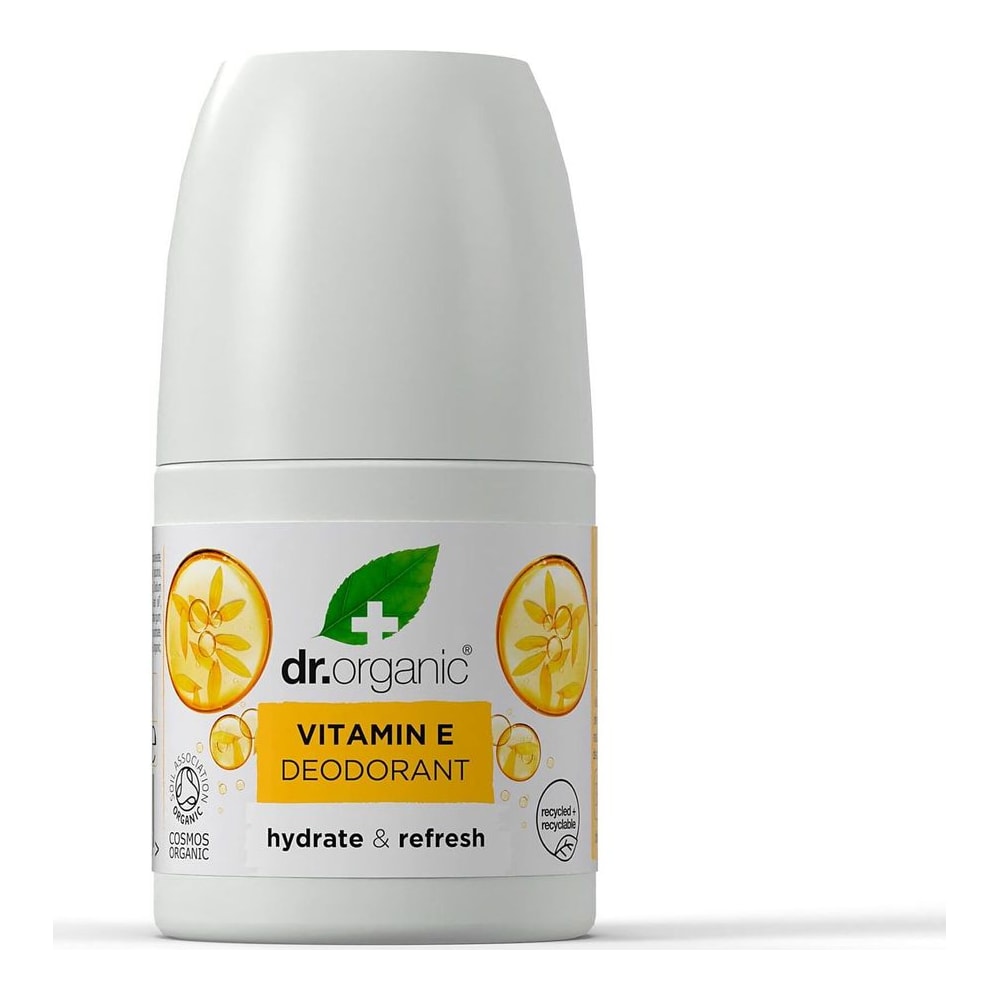 dr.organic®
VITAMIN E
DEODORANT
hydrate & refresh
SOIL ASSOCIATION
ORGANIC
COSMOS
ORGANIC
recycled +
recyclable